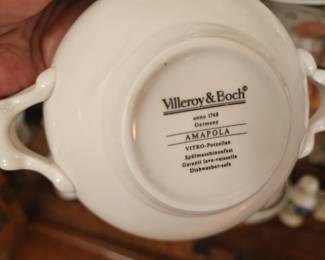 Villeroy & Boch©
anno 1748
Germany
AMAPOLA
VITRO-Porzellan
Spülmaschinenfest
Garanti lave-vaisselle
Dishwasher-safe